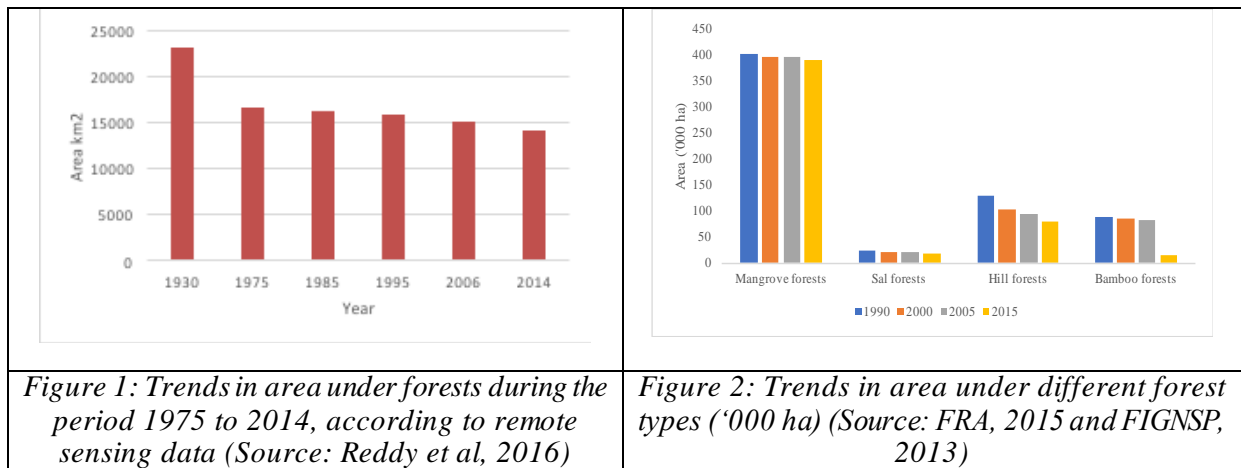 25000
20000
15000
10000
5000
0
Area km2
1930 1975 1985 1995 2006 2014
Year
450
400
350
300
250
200
150
100
50
0
Area ('000 ha)
Mangrove forests Sal forests Hill forests Bamboo forests
1990 2000 2005 2015
Figure 1: Trends in area under forests during the
period 1975 to 2014, according to remote
sensing data (Source: Reddy et al, 2016)
Figure 2: Trends in area under different forest
types (‘000 ha) (Source: FRA, 2015 and FIGNSP,
2013)